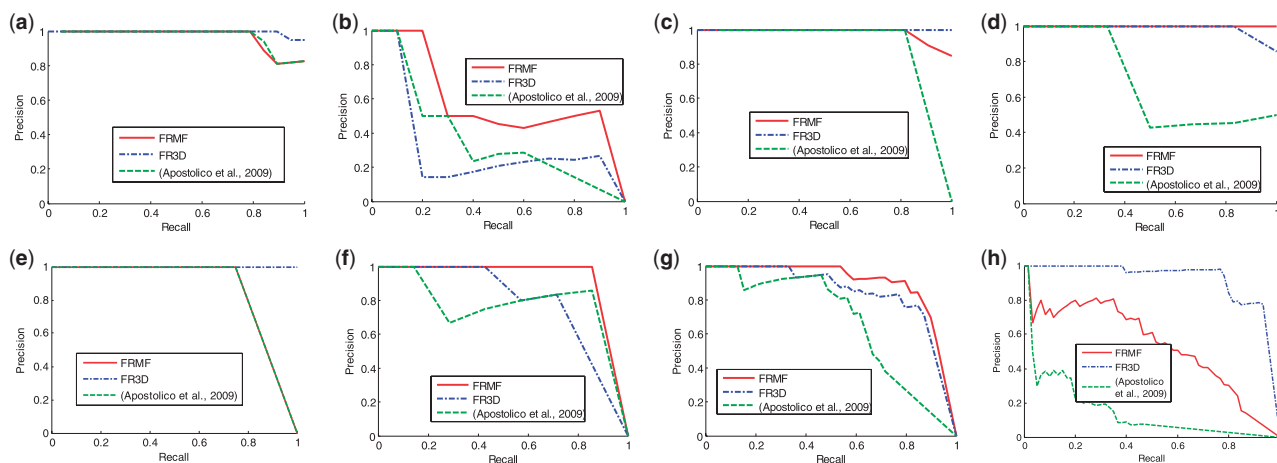 (a)
Precision
1
0.8
0.6
0.4
0.2
0
FRMF
FR3D
(Apostolico et al., 2009)
0 0.2 0.4 0.6 0.8 1
Recall
(b)
Precision
1
0.8
0.6
0.4
0.2
0
FRMF
FR3D
(Apostolico et al., 2009)
0 0.2 0.4 0.6 0.8 1
Recall
(c)
Precision
1
0.8
0.6
0.4
0.2
0
FRMF
FR3D
(Apostolico et al., 2009)
0 0.2 0.4 0.6 0.8 1
Recall
(d)
Precision
1
0.8
0.6
0.4
0.2
0
FRMF
FR3D
(Apostolico et al., 2009)
0 0.2 0.4 0.6 0.8 1
Recall
(e)
Precision
1
0.8
0.6
0.4
0.2
0
FRMF
FR3D
(Apostolico et al., 2009)
0 0.2 0.4 0.6 0.8 1
Recall
(f)
Precision
1
0.8
0.6
0.4
0.2
0
FRMF
FR3D
(Apostolico et al., 2009)
0 0.2 0.4 0.6 0.8 1
Recall
(g)
Precision
1
0.8
0.6
0.4
0.2
0
FRMF
FR3D
(Apostolico et al., 2009)
0 0.2 0.4 0.6 0.8 1
Recall
(h)
Precision
1
0.8
0.6
0.4
0.2
0
FRMF
FR3D
(Apostolico
et al., 2009)
0 0.2 0.4 0.6 0.8
Recall